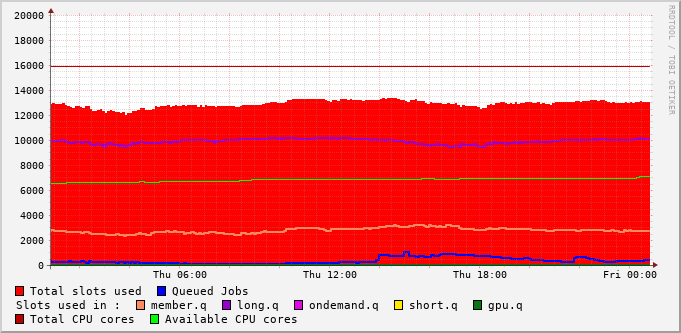 RRDTOOL / TOBI OETIKER
20000
18000
16000
14000
12000
10000
8000
6000
4000
2000
0
Thu 06:00 Thu 12:00 Thu 18:00 Fri 00:00
Total slots used Queued Jobs
Slots used in : member.q long.q ondemand.q short.q gpu.q
Total CPU cores Available CPU cores